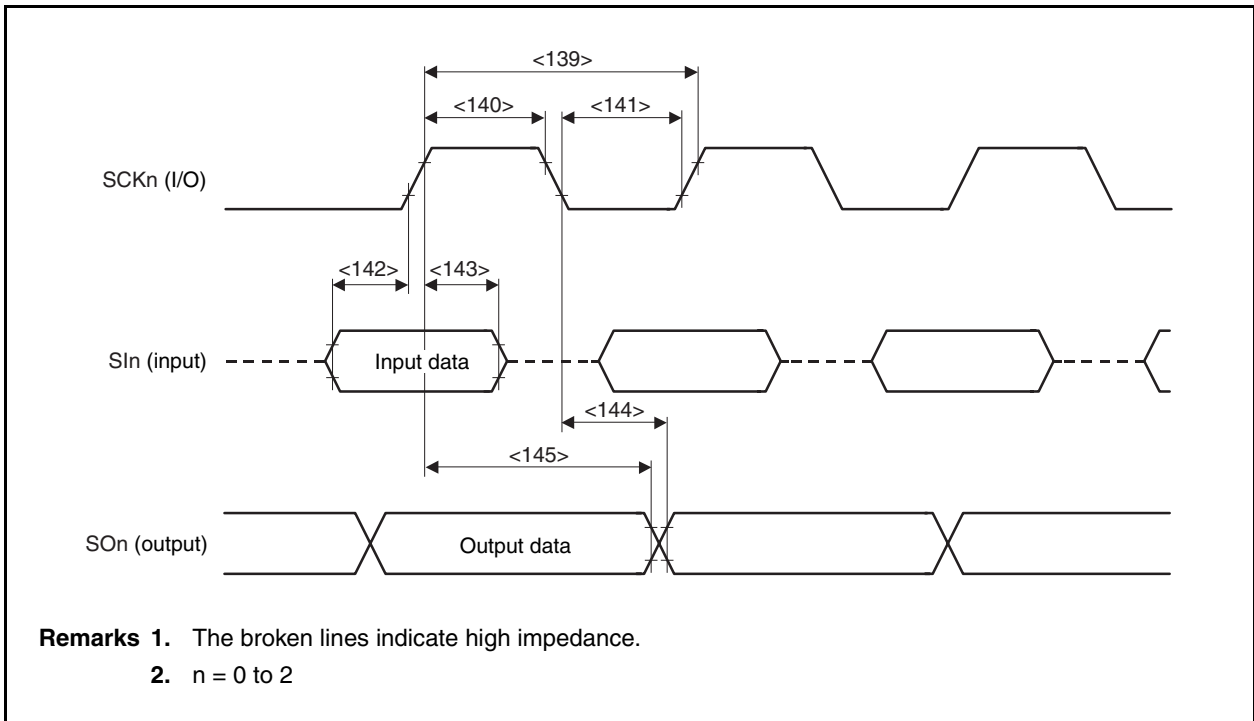 <139>
<140>
<141>
SCKn (I/O)
<142>
<143>
SIn (input)
Input data
<144>
<145>
SOn (output)
Output data
Remarks 1. The broken lines indicate high impedance.
2. n = 0 to 2